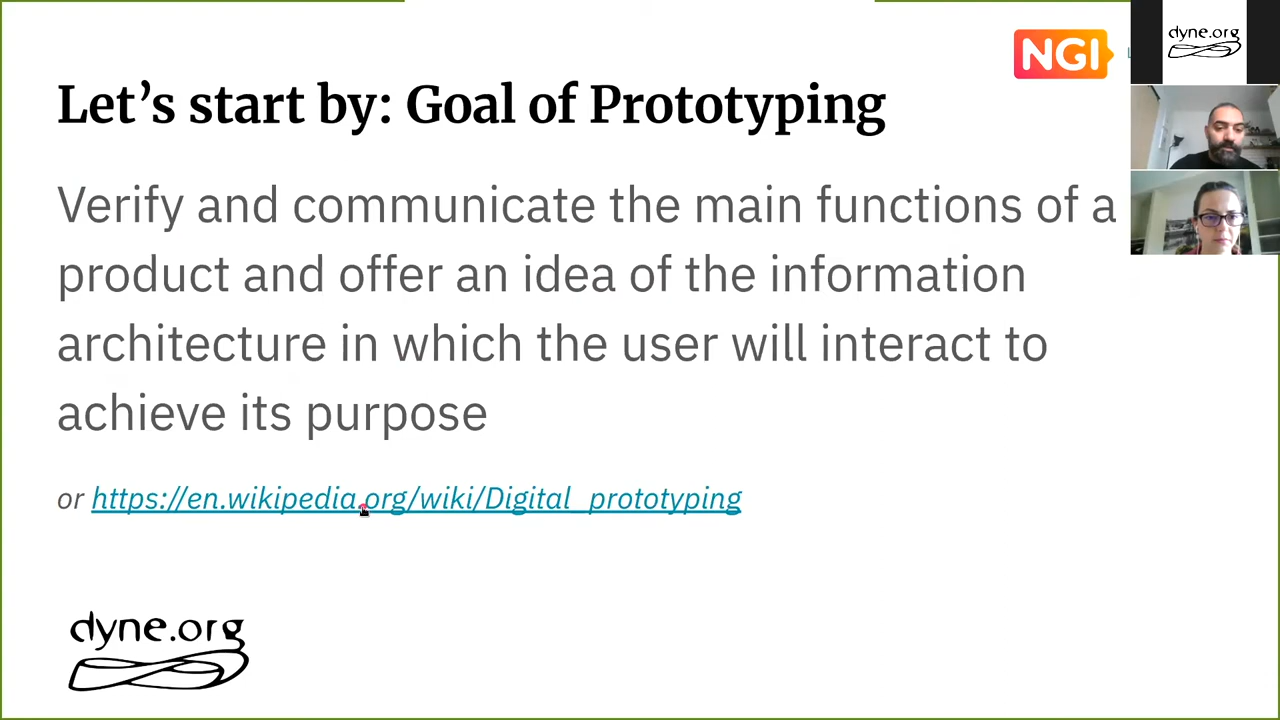 NGI
dyne.org
Let’s start by: Goal of Prototyping
Verify and communicate the main functions of a
product and offer an idea of the information
architecture in which the user will interact to
achieve its purpose
or https://en.wikipedia.org/wiki/Digital_prototyping
dyne.org